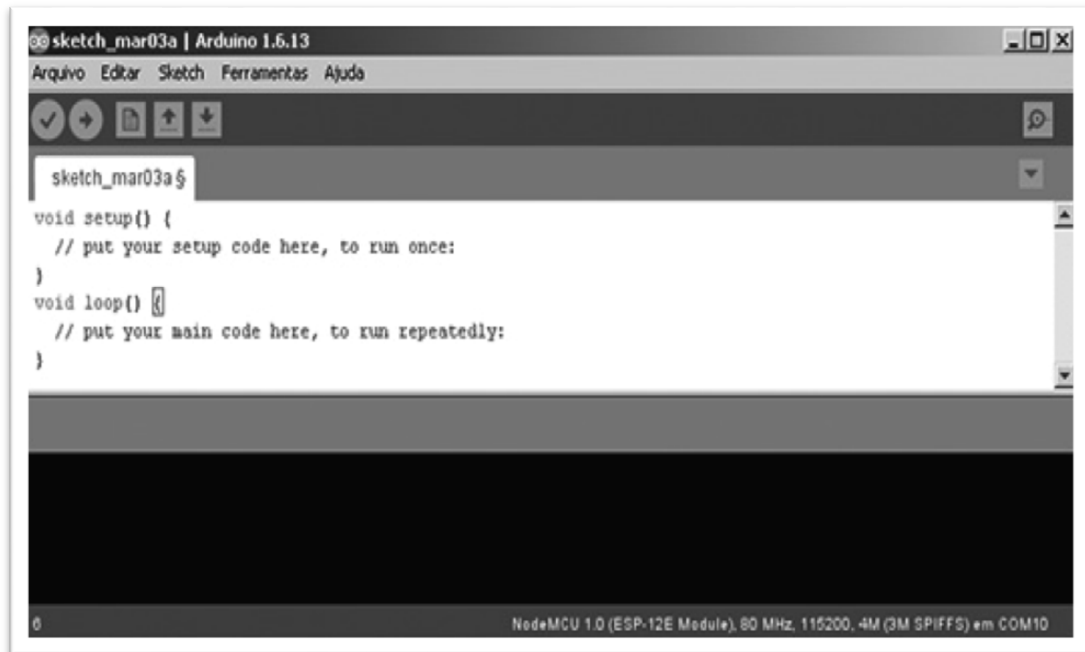 sketch_mar03a | Arduino 1.6.13
Arquivo Editar Sketch Ferramentas Ajuda
sketch_mar03a §
void setup() {
  // put your setup code here, to run once:
}
void loop() {
  // put your main code here, to run repeatedly:
}
6 NodeMCU 1.0 (ESP-12E Module), 80 MHz, 115200, 4M (3M SPIFFS) em COM10